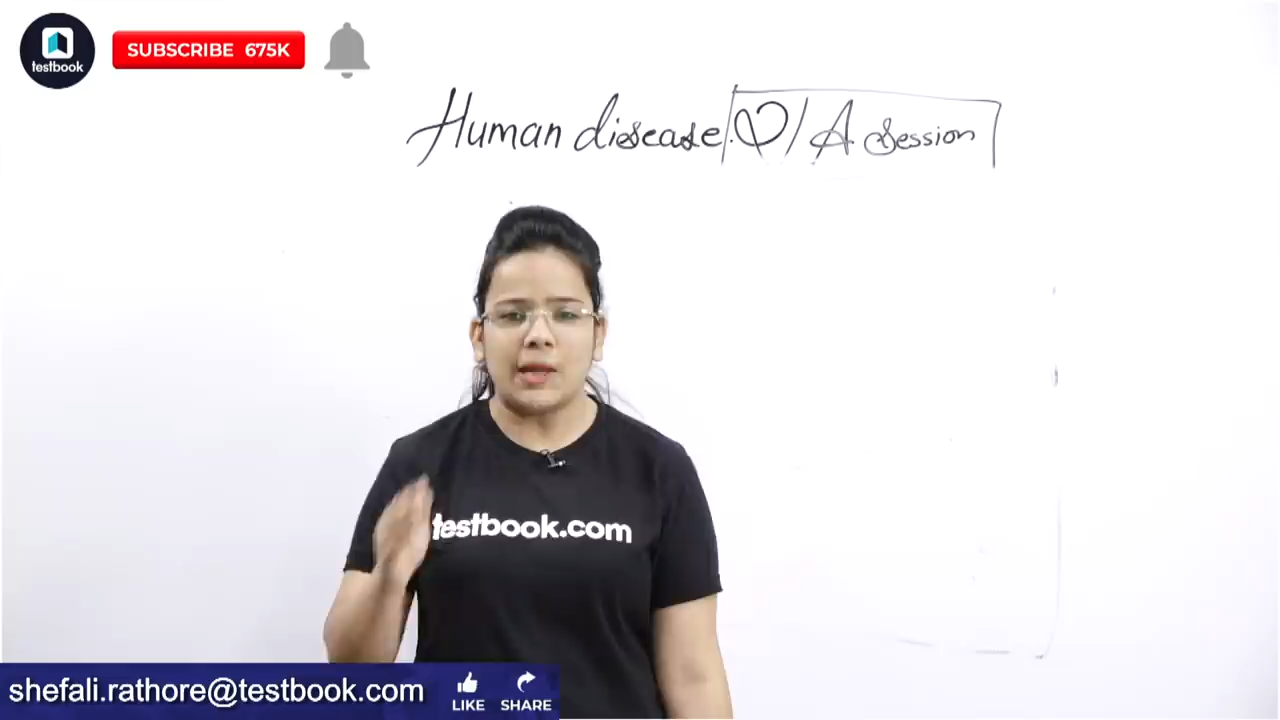 testbook
SUBSCRIBE 675K
Human disease. / A Session
testbook.com
shefali.rathore@testbook.com
LIKE SHARE